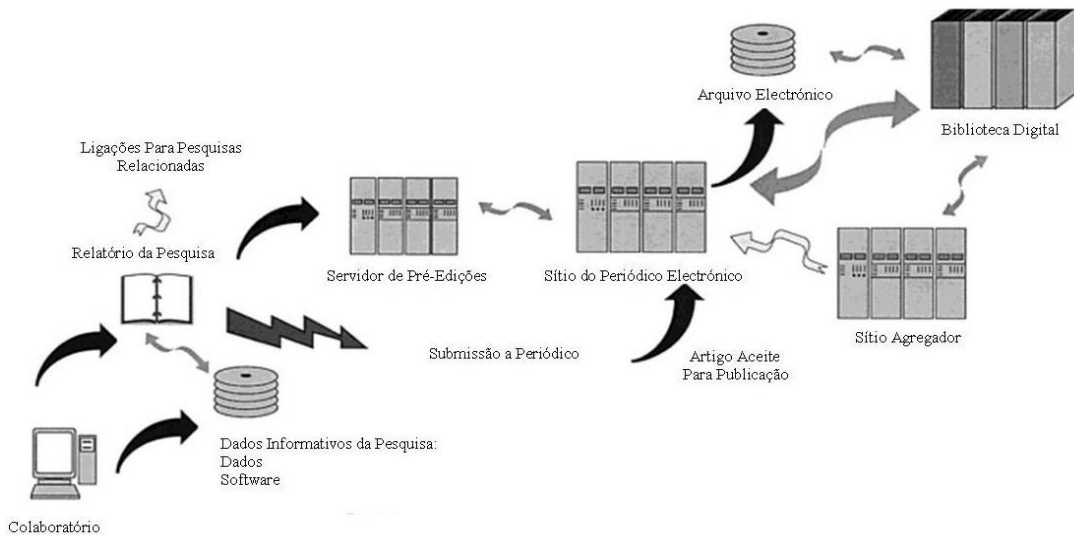 Arquivo Electrónico
Biblioteca Digital
Ligações Para Pesquisas
Relacionadas
Relatório da Pesquisa
Servidor de Pré-Edições
Sítio do Periódico Electrónico
Sítio Agregador
Submissão a Periódico
Artigo Aceite
Para Publicação
Dados Informativos da Pesquisa:
Dados
Software
Colaboratório